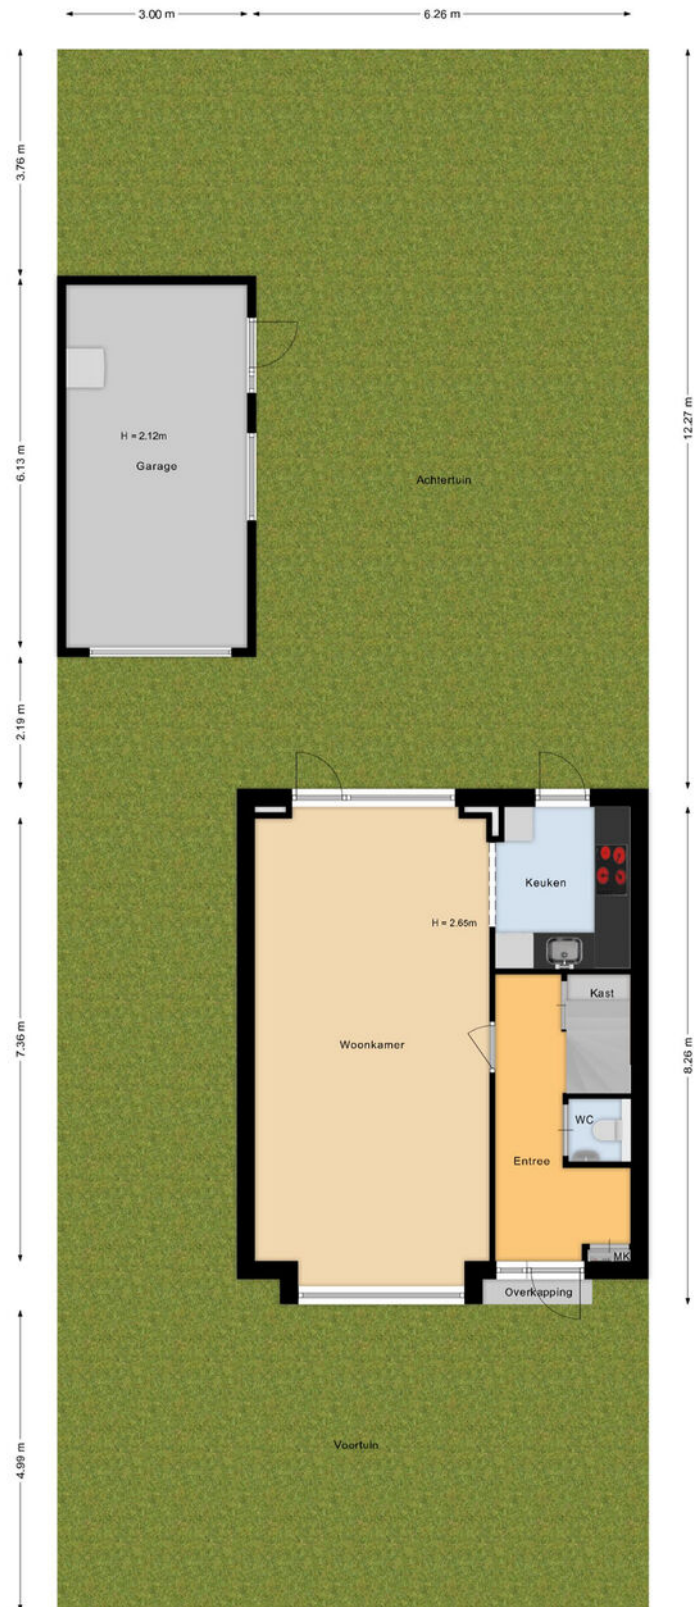 3.00 m
6.26 m
3.76 m
12.27 m
6.13 m
H = 2.12m
Garage
Achtertuin
2.19 m
Keuken
H = 2.65m
Kast
7.36 m
Woonkamer
8.26 m
WC
Entree
MK
Overkapping
Voortuin
4.99 m